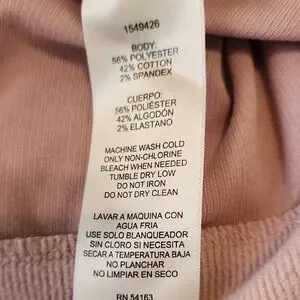 1549426
BODY:
56% POLYESTER
42% COTTON
2% SPANDEX
CUERPO:
56% POLIÉSTER
42% ALGODÓN
2% ELASTANO
MACHINE WASH COLD
ONLY NON-CHLORINE
BLEACH WHEN NEEDED
TUMBLE DRY LOW
DO NOT IRON
DO NOT DRY CLEAN
LAVAR A MAQUINA CON
AGUA FRIA
USE SOLO BLANQUEADOR
SIN CLORO SI NECESITA
SECAR A TEMPERATURA BAJA
NO PLANCHAR
NO LIMPIAR EN SECO
RN 54163